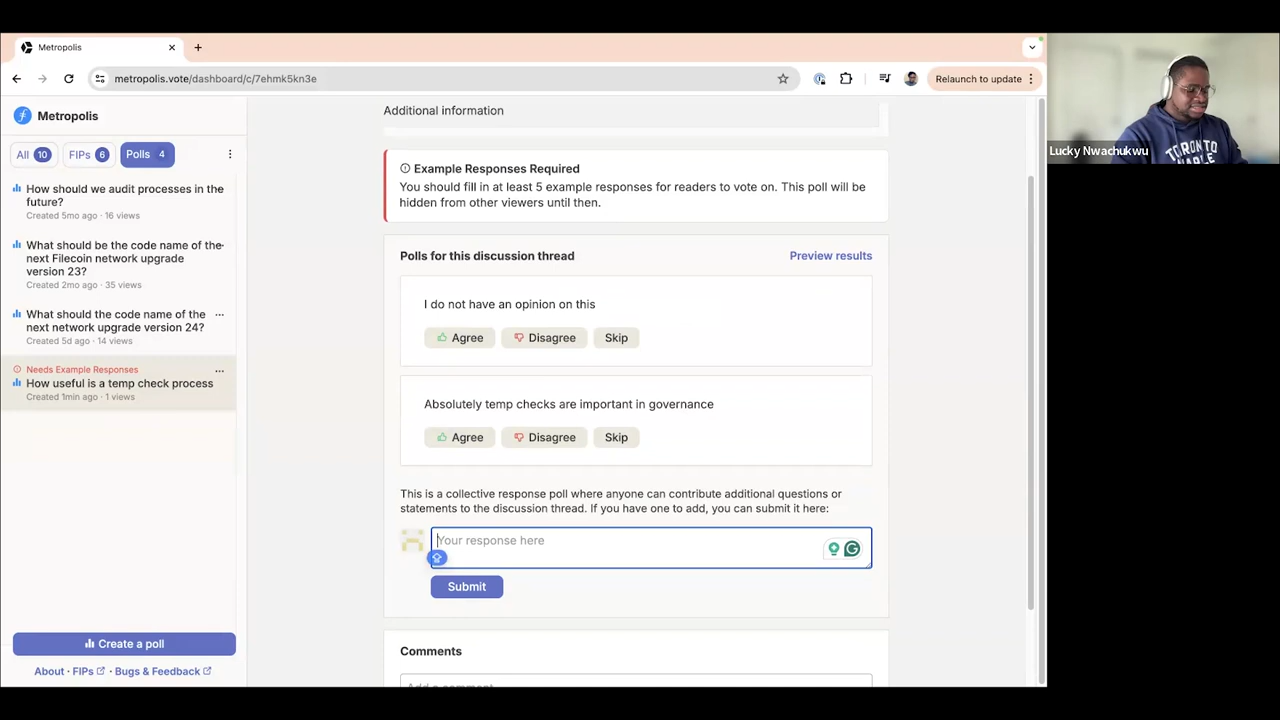 Metropolis
metropolis.vote/dashboard/c/7ehmk5kn3e
Relaunch to update
Metropolis
All 10
FIPs 6
Polls 4
How should we audit processes in the
future?
Created 5mo ago · 16 views
What should be the code name of the
next Filecoin network upgrade
version 23?
Created 2mo ago · 35 views
What should the code name of the
next network upgrade version 24?
Created 5d ago · 14 views
Needs Example Responses
How useful is a temp check process
Created 1min ago · 1 views
Create a poll
About · FIPs · Bugs & Feedback
Additional information
Example Responses Required
You should fill in at least 5 example responses for readers to vote on. This poll will be
hidden from other viewers until then.
Polls for this discussion thread
Preview results
I do not have an opinion on this
Agree
Disagree
Skip
Absolutely temp checks are important in governance
Agree
Disagree
Skip
This is a collective response poll where anyone can contribute additional questions or
statements to the discussion thread. If you have one to add, you can submit it here:
Your response here
Submit
Comments
Add a comment
Lucky Nwachukwu
TORONTO